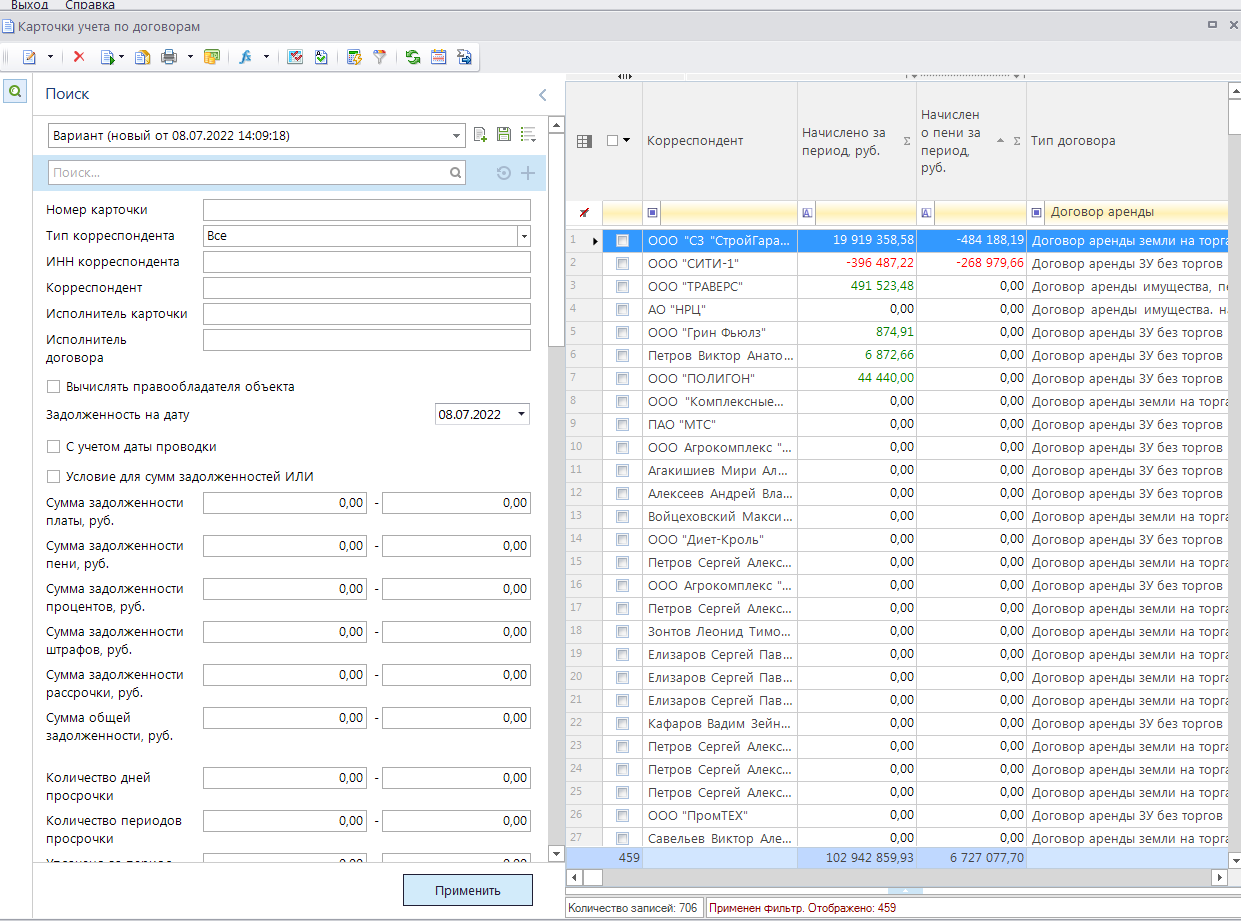 Выход Справка
Карточки учета по договорам
Поиск
Вариант (новый от 08.07.2022 14:09:18)
Поиск...
Номер карточки
Тип корреспондента Все
ИНН корреспондента
Корреспондент
Исполнитель карточки
Исполнитель
договора
Вычислять правообладателя объекта
Задолженность на дату 08.07.2022
С учетом даты проводки
Условие для сумм задолженностей ИЛИ
Сумма задолженности
платы, руб. 0,00 - 0,00
Сумма задолженности
пени, руб. 0,00 - 0,00
Сумма задолженности
процентов, руб. 0,00 - 0,00
Сумма задолженности
штрафов, руб. 0,00 - 0,00
Сумма задолженности
рассрочки, руб. 0,00 - 0,00
Сумма общей
задолженности, руб. 0,00 - 0,00
Количество дней
просрочки 0,00 - 0,00
Количество периодов
просрочки 0,00 - 0,00
Применить
Корреспондент
Начислено за
период, руб. Σ
Начислен
о пени за
период,
руб. Σ
Тип договора
Договор аренды
1 ООО "СЗ "СтройГара... 19 919 358,58 -484 188,19 Договор аренды земли на торга
2 ООО "СИТИ-1" -396 487,22 -268 979,66 Договор аренды ЗУ без торгов
3 ООО "ТРАВЕРС" 491 523,48 0,00 Договор аренды имущества, пе
4 АО "НРЦ" 0,00 0,00 Договор аренды имущества. на
5 ООО "Грин Фьюлз" 874,91 0,00 Договор аренды ЗУ без торгов
6 Петров Виктор Анато... 6 872,66 0,00 Договор аренды ЗУ без торгов
7 ООО "ПОЛИГОН" 44 440,00 0,00 Договор аренды ЗУ без торгов
8 ООО "Комплексные... 0,00 0,00 Договор аренды земли на торга
9 ПАО "МТС" 0,00 0,00 Договор аренды ЗУ без торгов
10 ООО Агрокомплекс "... 0,00 0,00 Договор аренды ЗУ без торгов
11 Агакишиев Мири Ал... 0,00 0,00 Договор аренды ЗУ без торгов
12 Алексеев Андрей Вла... 0,00 0,00 Договор аренды ЗУ без торгов
13 Войцеховский Макси... 0,00 0,00 Договор аренды земли на торга
14 ООО "Диет-Кроль" 0,00 0,00 Договор аренды ЗУ без торгов
15 Петров Сергей Алекс... 0,00 0,00 Договор аренды земли на торга
16 ООО Агрокомплекс "... 0,00 0,00 Договор аренды ЗУ без торгов
17 Петров Сергей Алекс... 0,00 0,00 Договор аренды земли на торга
18 Зонтов Леонид Тимо... 0,00 0,00 Договор аренды земли на торга
19 Елизаров Сергей Пав... 0,00 0,00 Договор аренды земли на торга
20 Елизаров Сергей Пав... 0,00 0,00 Договор аренды земли на торга
21 Елизаров Сергей Пав... 0,00 0,00 Договор аренды земли на торга
22 Кафаров Вадим Зейн... 0,00 0,00 Договор аренды ЗУ без торгов
23 Петров Сергей Алекс... 0,00 0,00 Договор аренды земли на торга
24 Петров Сергей Алекс... 0,00 0,00 Договор аренды земли на торга
25 Петров Сергей Алекс... 0,00 0,00 Договор аренды земли на торга
26 ООО "ПромТЕХ" 0,00 0,00 Договор аренды ЗУ без торгов
27 Савельев Виктор Але... 0,00 0,00 Договор аренды земли на торга
459 102 942 859,93 6 727 077,70
Количество записей: 706 Применен фильтр. Отображено: 459